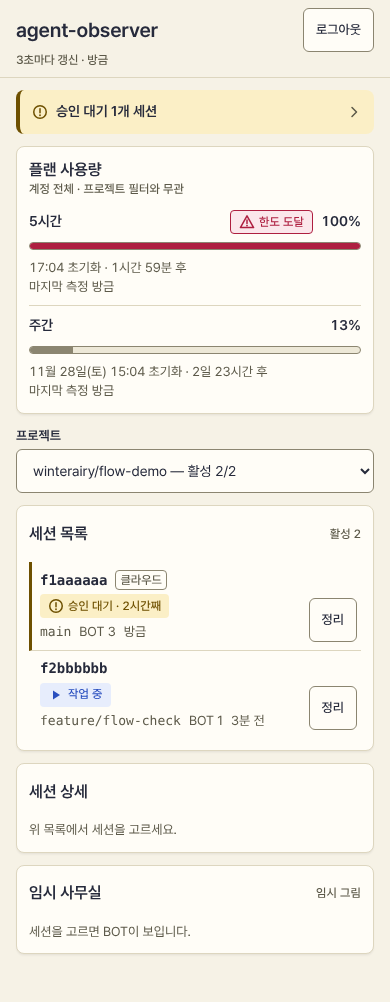 agent-observer
로그아웃
3초마다 갱신 · 방금
승인 대기 1개 세션
플랜 사용량
계정 전체 · 프로젝트 필터와 무관
5시간
한도 도달
100%
17:04 초기화 · 1시간 59분 후
마지막 측정 방금
주간
13%
11월 28일(토) 15:04 초기화 · 2일 23시간 후
마지막 측정 방금
프로젝트
winterairy/flow-demo — 활성 2/2
세션 목록
활성 2
f1aaaaaa 클라우드
승인 대기 · 2시간째
main BOT 3 방금
정리
f2bbbbbb
작업 중
feature/flow-check BOT 1 3분 전
정리
세션 상세
위 목록에서 세션을 고르세요.
임시 사무실
임시 그림
세션을 고르면 BOT이 보입니다.